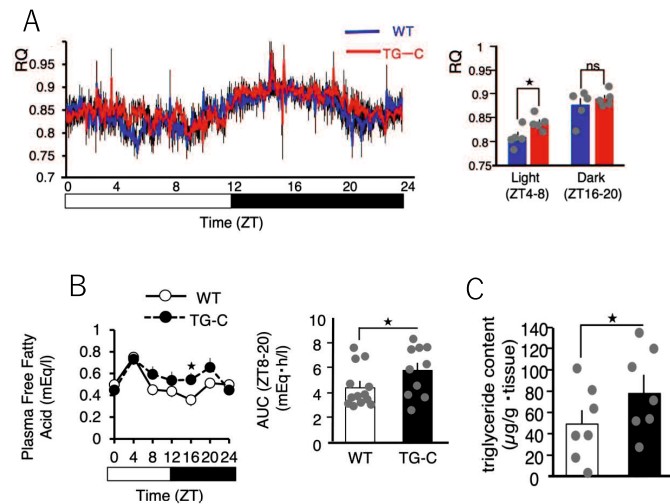 A
WT
TG-C
RQ
0.95
0.9
0.85
0.8
0.75
0.7
0 4 8 12 16 20 24
Time (ZT)
RQ
1
0.95
0.9
0.85
0.8
0.75
★
ns
Light
(ZT4-8)
Dark
(ZT16-20)
B
WT
TG-C
Plasma Free Fatty
Acid (mEq/l)
1
0.8
0.6
0.4
0.2
0
★
0 4 8 12 16 20 24
Time (ZT)
AUC (ZT8-20)
(mEq・h/l)
10
8
6
4
2
0
★
WT TG-C
C
triglyceride content
(µg/g・tissue)
140
120
100
80
60
40
20
0
★